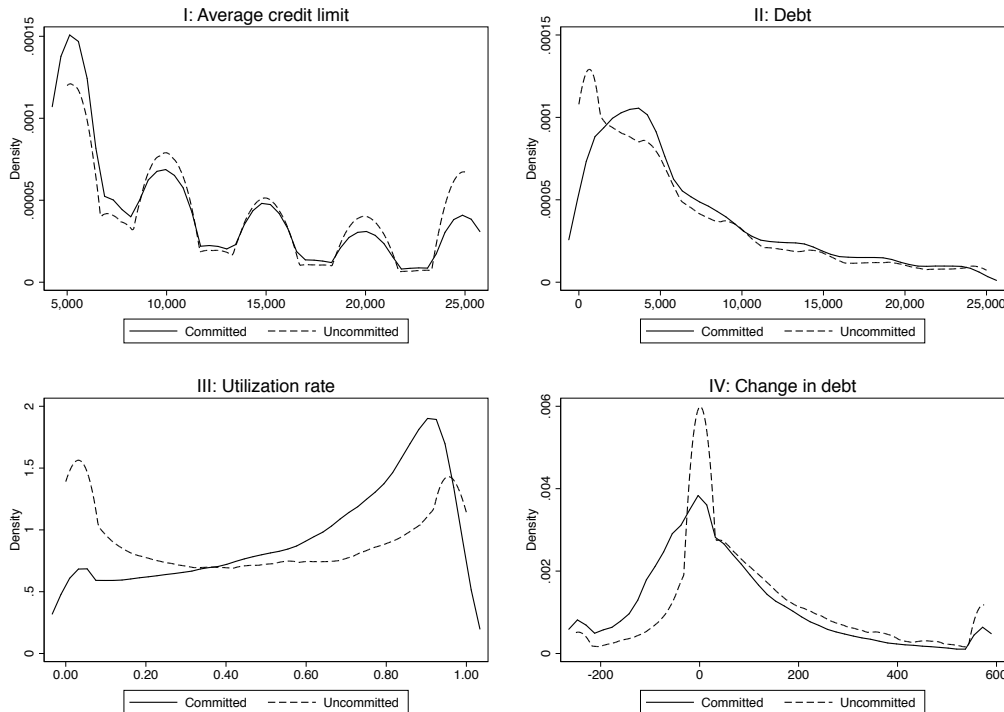 I: Average credit limit
Density
0 .00005 .0001 .00015
5,000 10,000 15,000 20,000 25,000
Committed Uncommitted
II: Debt
Density
0 .00005 .0001 .00015
0 5,000 10,000 15,000 20,000 25,000
Committed Uncommitted
III: Utilization rate
Density
0 .5 1 1.5 2
0.00 0.20 0.40 0.60 0.80 1.00
Committed Uncommitted
IV: Change in debt
Density
0 .002 .004 .006
-200 0 200 400 600
Committed Uncommitted